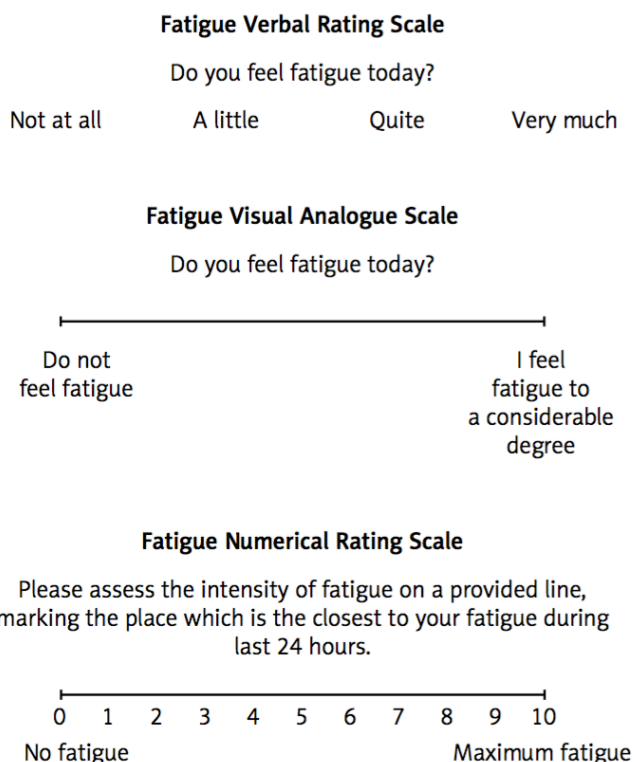 Fatigue Verbal Rating Scale
Do you feel fatigue today?
Not at all A little Quite Very much
Fatigue Visual Analogue Scale
Do you feel fatigue today?
Do not
feel fatigue
I feel
fatigue to
a considerable
degree
Fatigue Numerical Rating Scale
Please assess the intensity of fatigue on a provided line,
marking the place which is the closest to your fatigue during
last 24 hours.
0 1 2 3 4 5 6 7 8 9 10
No fatigue Maximum fatigue